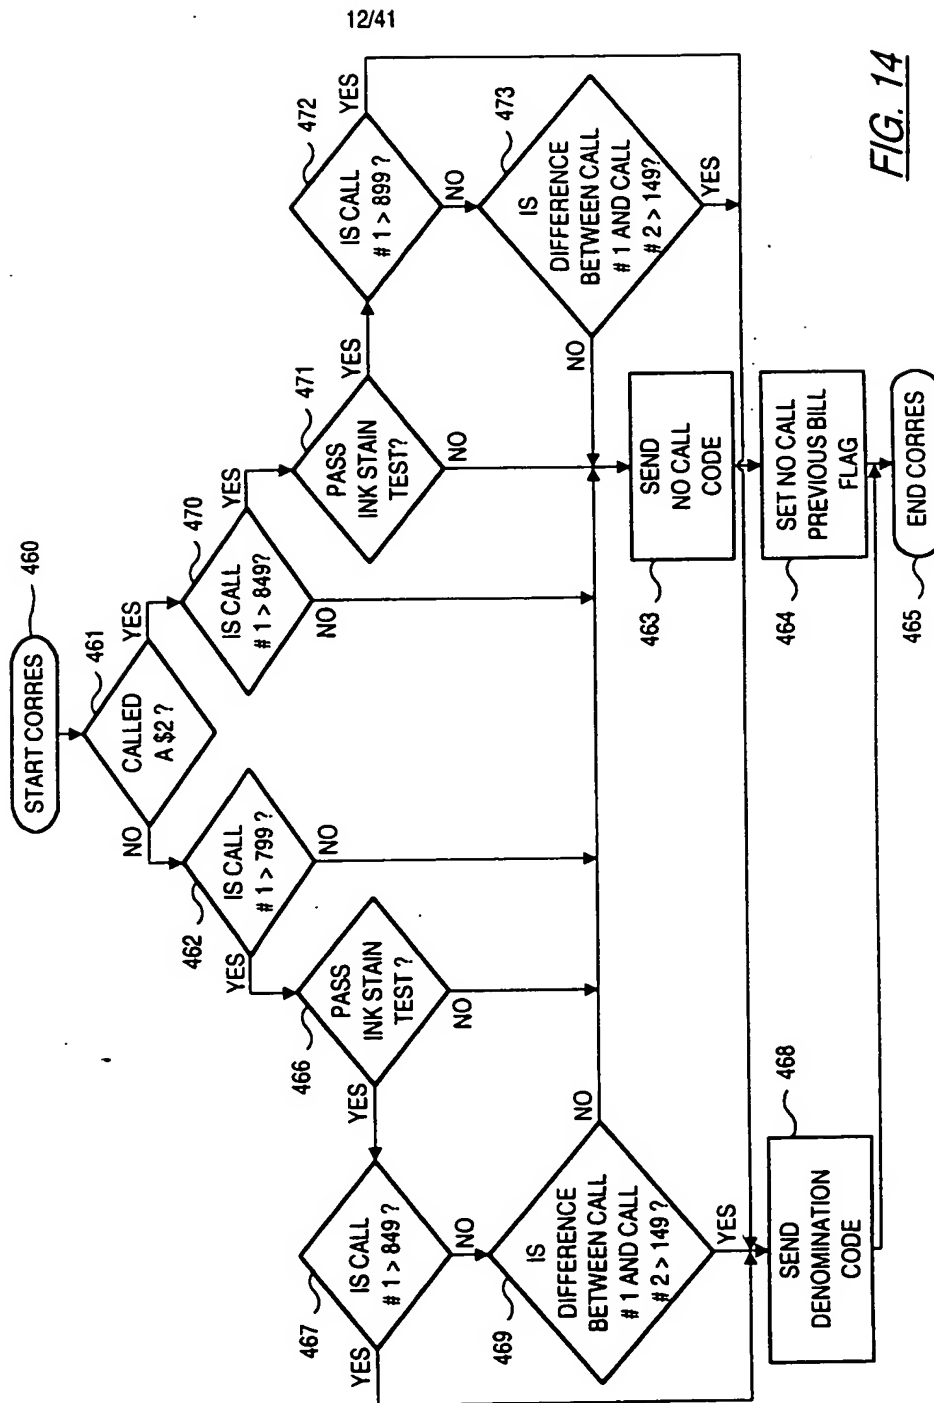 12/41
START CORRES
460
CALLED
A $2 ?
461
NO
YES
IS CALL
# 1 > 799 ?
462
YES
NO
IS CALL
# 1 > 849?
470
YES
NO
PASS
INK STAIN
TEST ?
466
YES
NO
PASS
INK STAIN
TEST?
471
YES
NO
IS CALL
# 1 > 849 ?
467
YES
NO
IS CALL
# 1 > 899 ?
472
YES
NO
IS
DIFFERENCE
BETWEEN CALL
# 1 AND CALL
# 2 > 149 ?
469
NO
YES
IS
DIFFERENCE
BETWEEN CALL
# 1 AND CALL
# 2 > 149?
473
NO
YES
SEND
NO CALL
CODE
463
SET NO CALL
PREVIOUS BILL
FLAG
464
SEND
DENOMINATION
CODE
468
END CORRES
465
FIG. 14